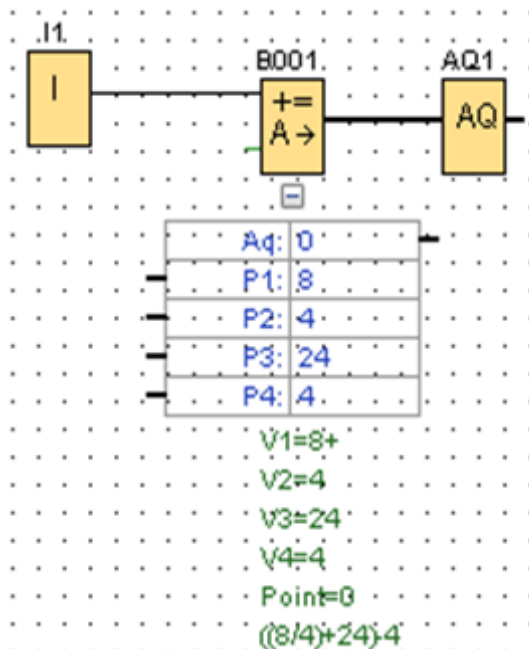 I1
B001
AQ1
I
+=
A→
AQ
Aq: 0
P1: 8
P2: 4
P3: 24
P4: 4
V1=8+
V2=4
V3=24
V4=4
Point=0
((8/4)+24)-4